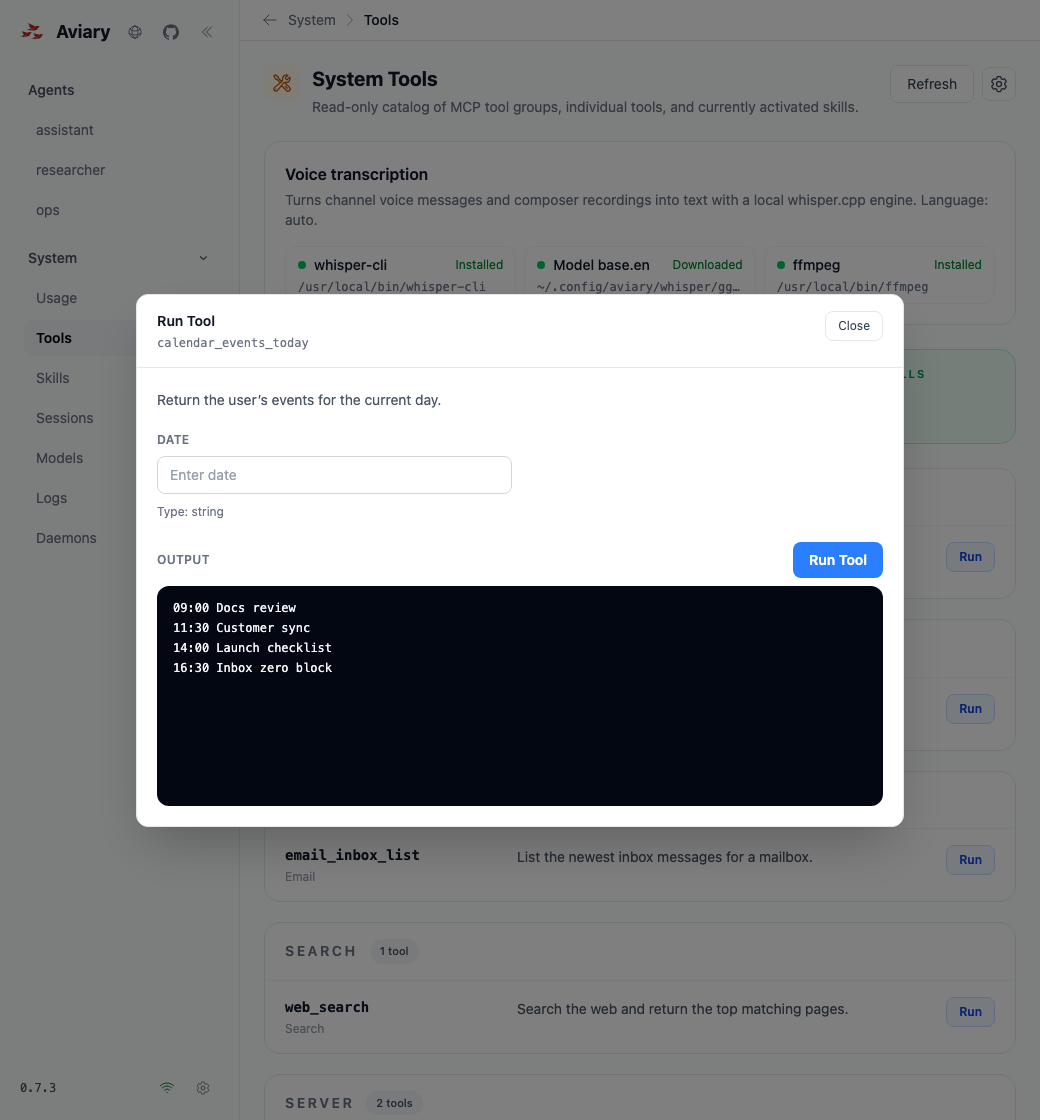 Aviary
Agents
assistant
researcher
ops
System
Usage
Tools
Skills
Sessions
Models
Logs
Daemons
0.7.3
System
Tools
System Tools
Read-only catalog of MCP tool groups, individual tools, and currently activated skills.
Refresh
Voice transcription
Turns channel voice messages and composer recordings into text with a local whisper.cpp engine. Language:
auto.
whisper-cli
Installed
/usr/local/bin/whisper-cli
Model base.en
Downloaded
~/.config/aviary/whisper/gg…
ffmpeg
Installed
/usr/local/bin/ffmpeg
Run Tool
calendar_events_today
Close
Return the user’s events for the current day.
DATE
Enter date
Type: string
OUTPUT
Run Tool
09:00 Docs review
11:30 Customer sync
14:00 Launch checklist
16:30 Inbox zero block
Run
Run
email_inbox_list
Email
List the newest inbox messages for a mailbox.
Run
SEARCH
1 tool
web_search
Search
Search the web and return the top matching pages.
Run
SERVER
2 tools